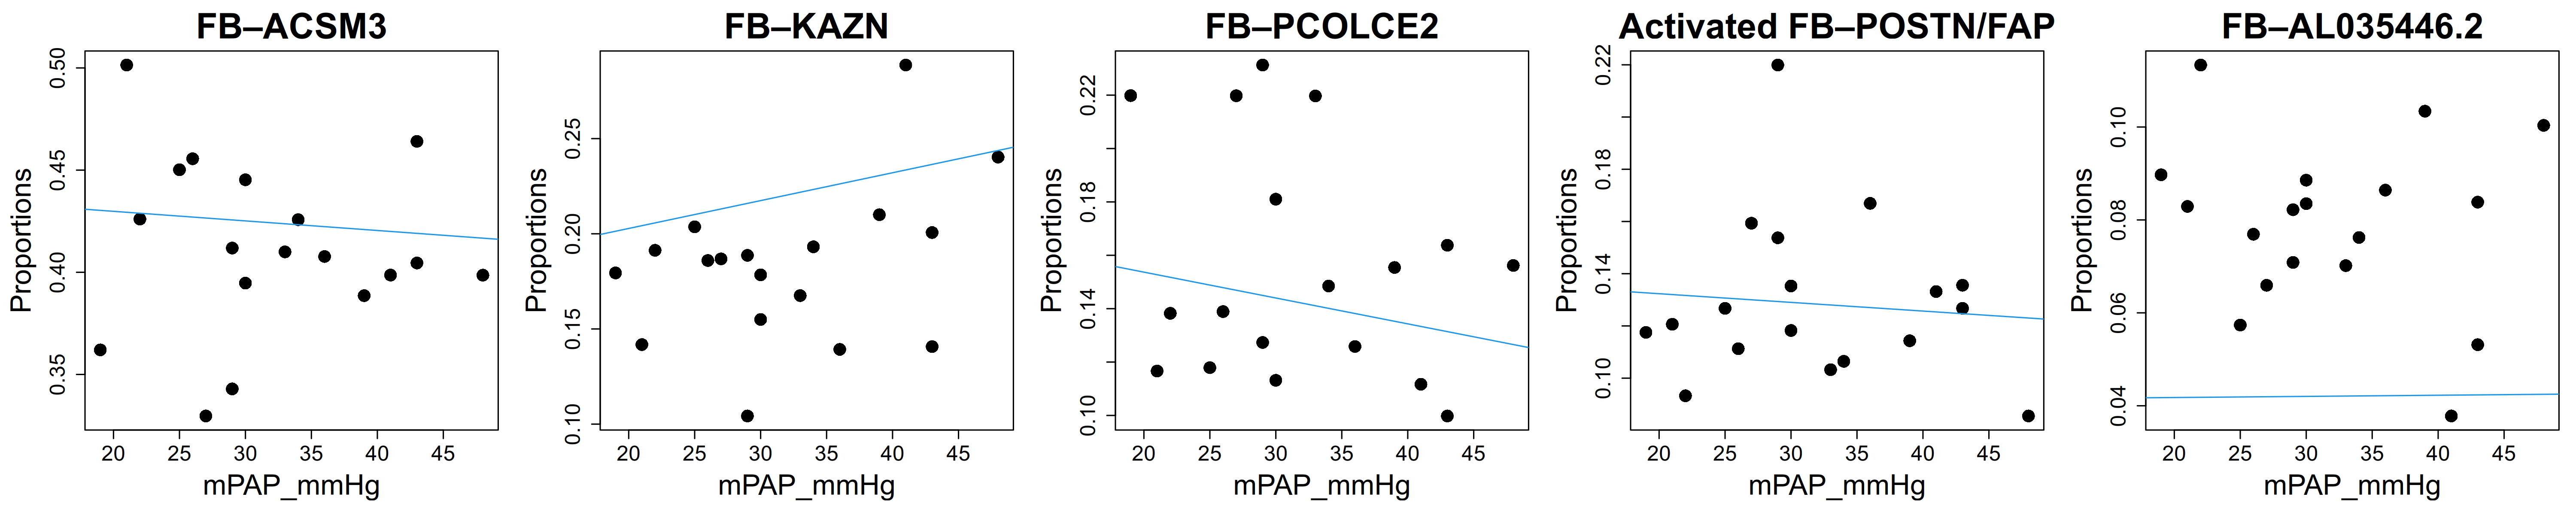 FB–ACSM3
Proportions
0.50
0.45
0.40
0.35
20 25 30 35 40 45
mPAP_mmHg
FB–KAZN
Proportions
0.25
0.20
0.15
0.10
20 25 30 35 40 45
mPAP_mmHg
FB–PCOLCE2
Proportions
0.22
0.18
0.14
0.10
20 25 30 35 40 45
mPAP_mmHg
Activated FB–POSTN/FAP
Proportions
0.22
0.18
0.14
0.10
20 25 30 35 40 45
mPAP_mmHg
FB–AL035446.2
Proportions
0.10
0.08
0.06
0.04
20 25 30 35 40 45
mPAP_mmHg